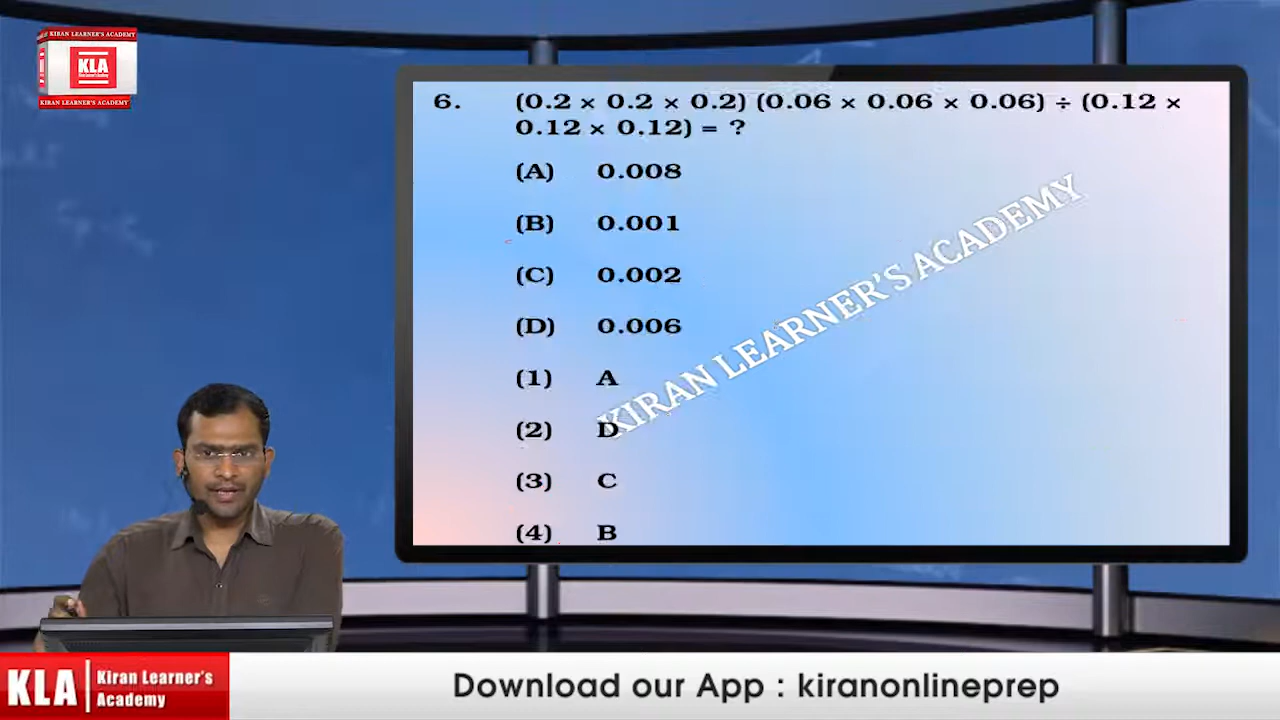 KIRAN LEARNER'S ACADEMY
KLA
KIRAN LEARNER'S ACADEMY
6. (0.2 × 0.2 × 0.2) (0.06 × 0.06 × 0.06) ÷ (0.12 ×
0.12 × 0.12) = ?
(A) 0.008
(B) 0.001
(C) 0.002
(D) 0.006
(1) A
(2) D
(3) C
(4) B
KIRAN LEARNER'S ACADEMY
KLA
Kiran Learner's
Academy
Download our App : kiranonlineprep